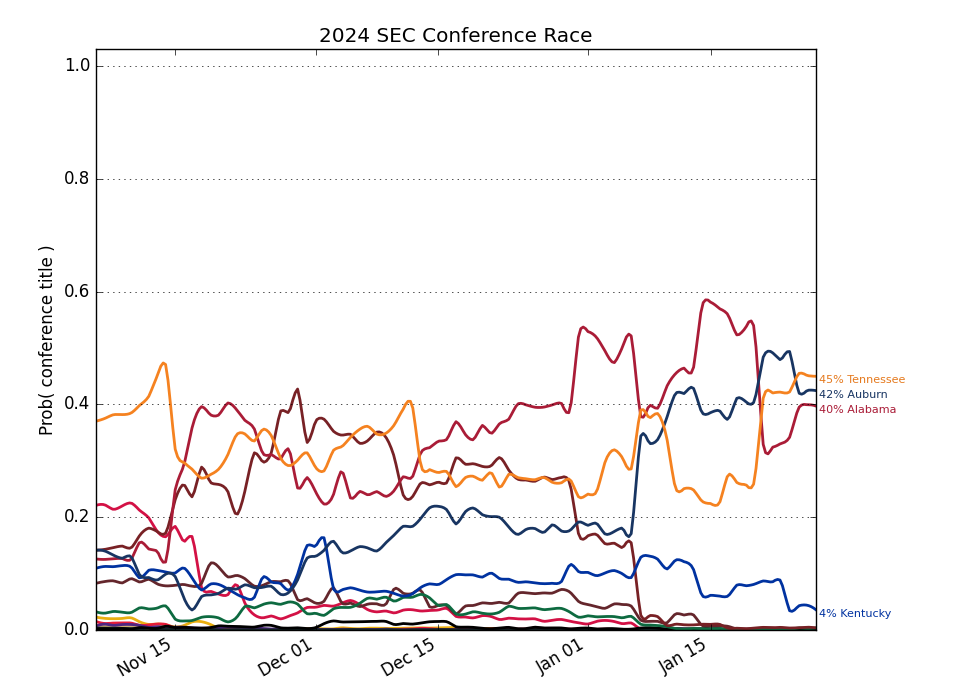 2024 SEC Conference Race
Prob( conference title )
1.0
0.8
0.6
0.4
0.2
0.0
Nov 15
Dec 01
Dec 15
Jan 01
Jan 15
45% Tennessee
42% Auburn
40% Alabama
4% Kentucky